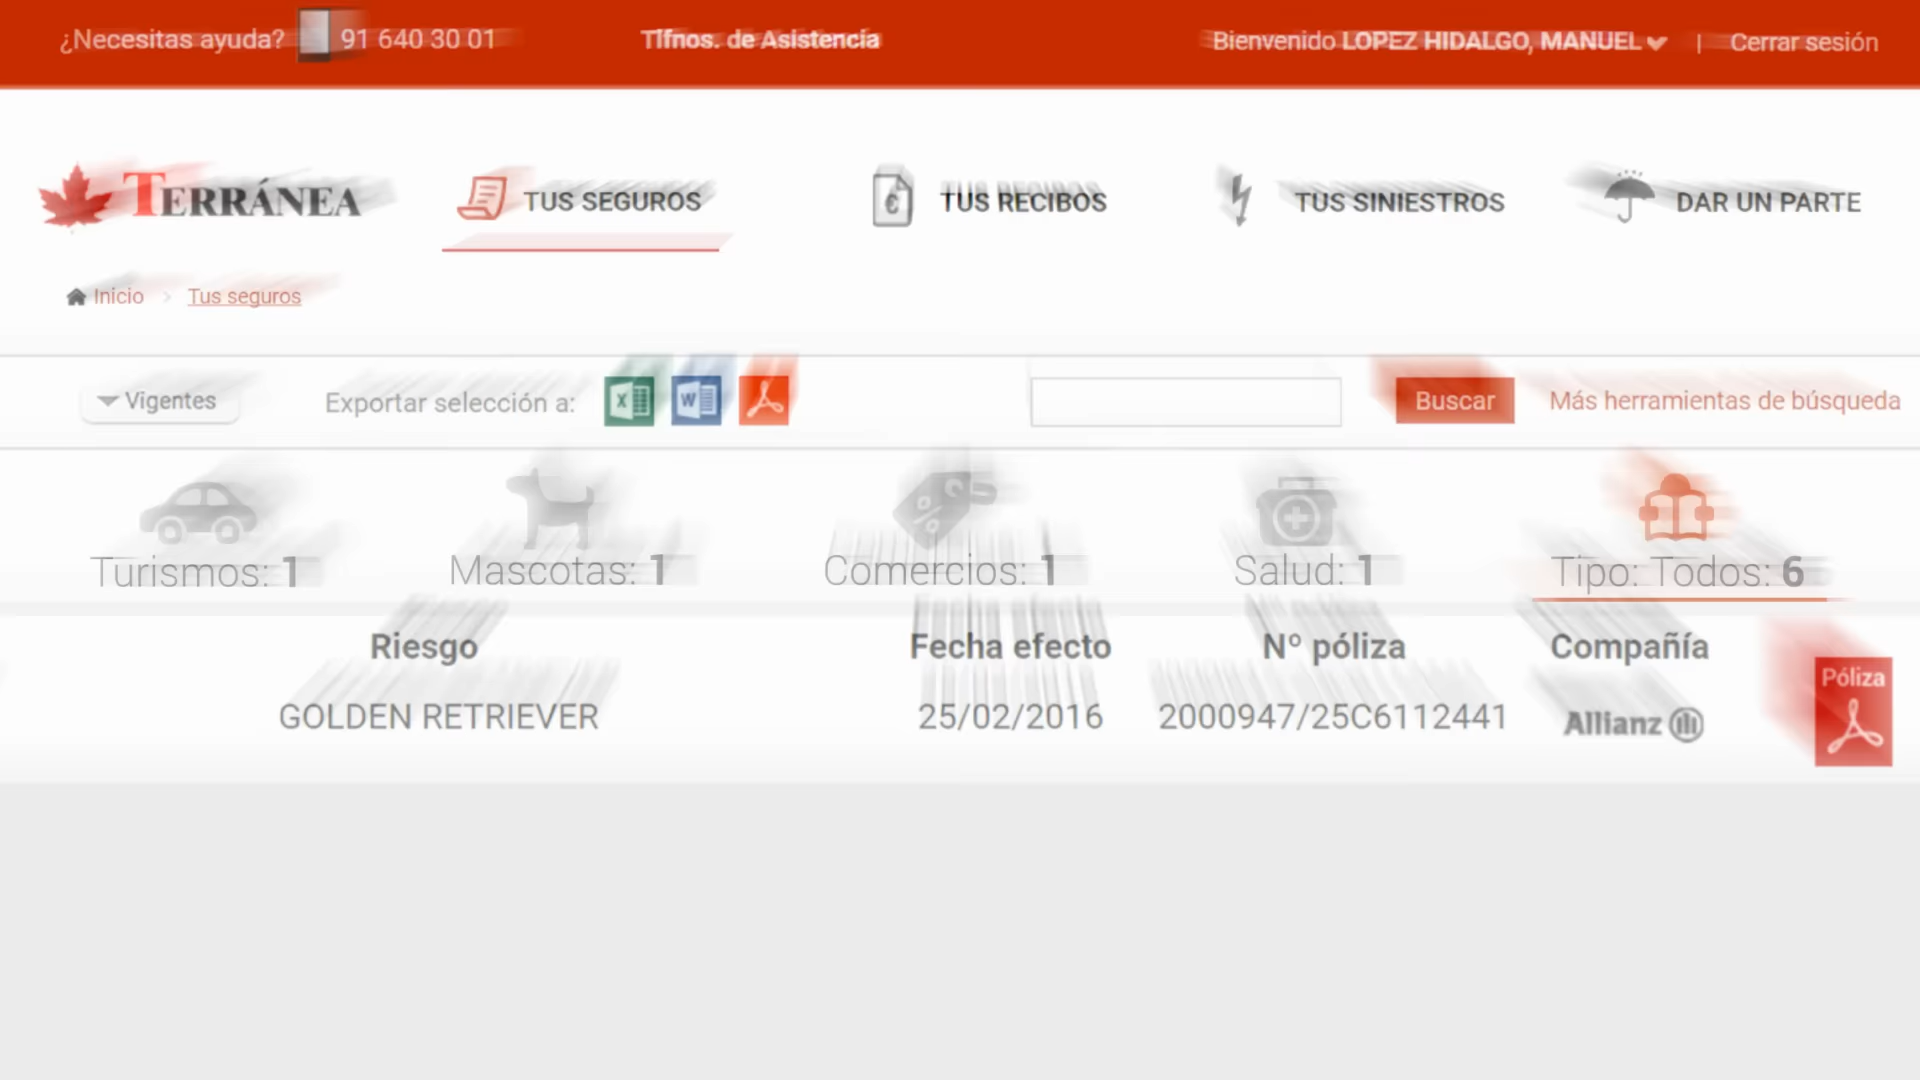 ¿Necesitas ayuda? 91 640 30 01 Tlfnos. de Asistencia Bienvenido LOPEZ HIDALGO, MANUEL | Cerrar sesión
TERRÁNEA TUS SEGUROS TUS RECIBOS TUS SINIESTROS DAR UN PARTE
Inicio > Tus seguros
Vigentes Exportar selección a: Buscar Más herramientas de búsqueda
Turismos: 1 Mascotas: 1 Comercios: 1 Salud: 1 Tipo: Todos: 6
Riesgo Fecha efecto Nº póliza Compañía
GOLDEN RETRIEVER 25/02/2016 2000947/25C6112441 Allianz Póliza